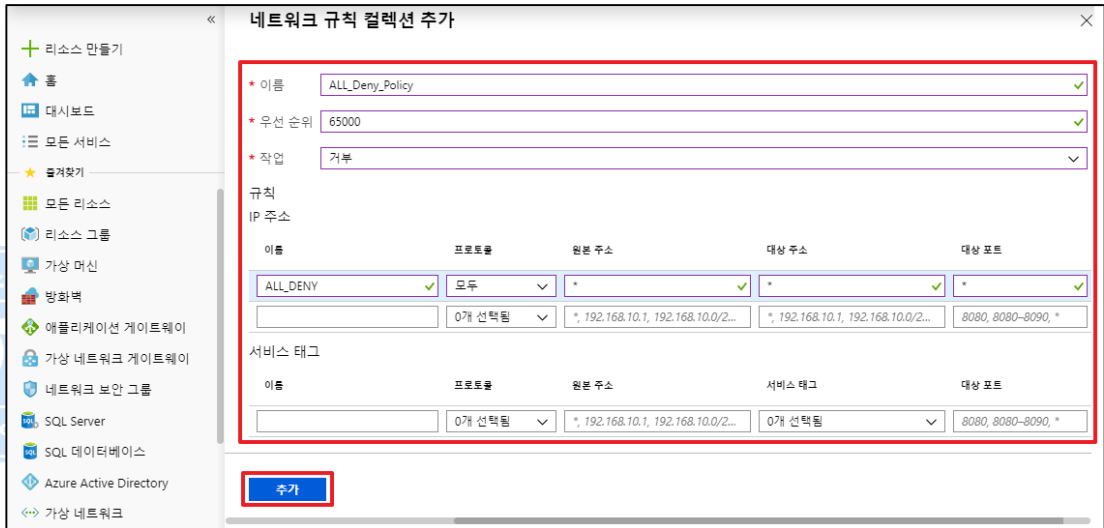 «
네트워크 규칙 컬렉션 추가
리소스 만들기
홈
대시보드
모든 서비스
즐겨찾기
모든 리소스
리소스 그룹
가상 머신
방화벽
애플리케이션 게이트웨이
가상 네트워크 게이트웨이
네트워크 보안 그룹
SQL Server
SQL 데이터베이스
Azure Active Directory
가상 네트워크
* 이름 ALL_Deny_Policy
* 우선 순위 65000
* 작업 거부
규칙
IP 주소
이름 프로토콜 원본 주소 대상 주소 대상 포트
ALL_DENY 모두 * * *
0개 선택됨 *, 192.168.10.1, 192.168.10.0/2... *, 192.168.10.1, 192.168.10.0/2... 8080, 8080-8090, *
서비스 태그
이름 프로토콜 원본 주소 서비스 태그 대상 포트
0개 선택됨 *, 192.168.10.1, 192.168.10.0/2... 0개 선택됨 8080, 8080-8090, *
추가